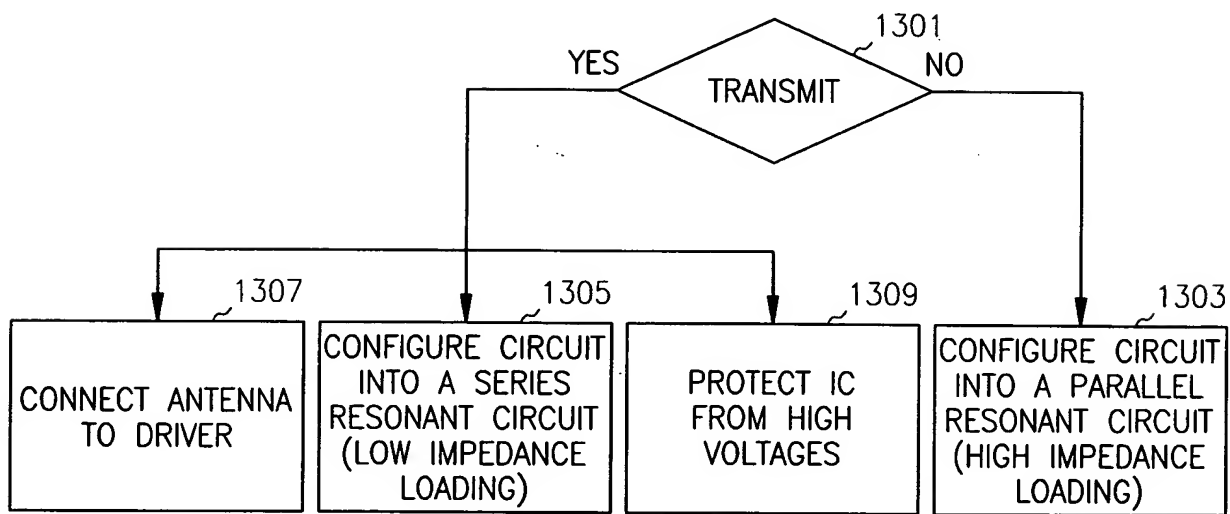 1301
YES
NO
TRANSMIT
1307
1305
1309
1303
CONNECT ANTENNA
TO DRIVER
CONFIGURE CIRCUIT
INTO A SERIES
RESONANT CIRCUIT
(LOW IMPEDANCE
LOADING)
PROTECT IC
FROM HIGH
VOLTAGES
CONFIGURE CIRCUIT
INTO A PARALLEL
RESONANT CIRCUIT
(HIGH IMPEDANCE
LOADING)